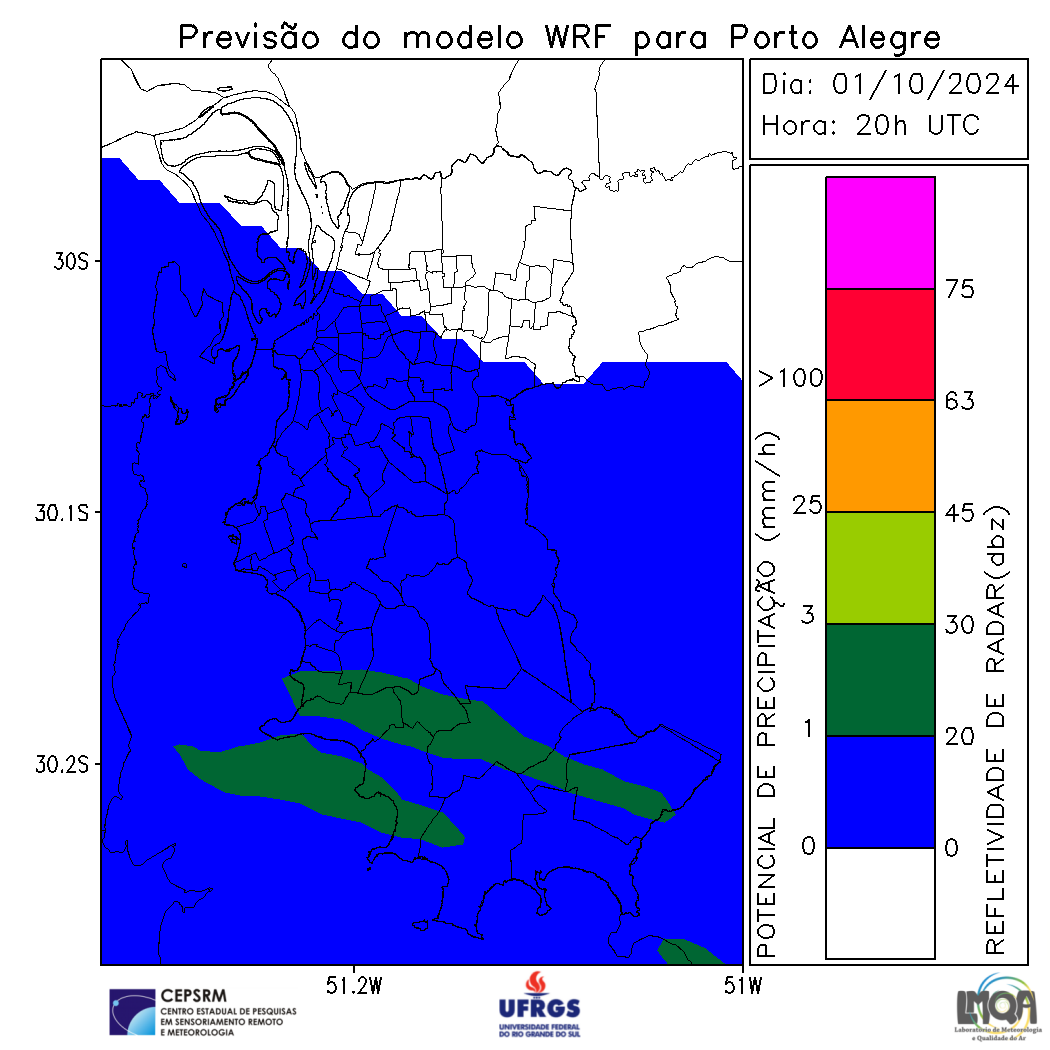 Previsão do modelo WRF para Porto Alegre
Dia: 01/10/2024
Hora: 20h UTC
30S
30.1S
30.2S
51.2W
51W
POTENCIAL DE PRECIPITAÇÃO (mm/h)
>100
25
3
1
0
75
63
45
30
20
0
REFLETIVIDADE DE RADAR(dbz)
CEPSRM
CENTRO ESTADUAL DE PESQUISAS
EM SENSORIAMENTO REMOTO
E METEOROLOGIA
UFRGS
UNIVERSIDADE FEDERAL
DO RIO GRANDE DO SUL
LMQA
Laboratório de Meteorologia
e Qualidade do Ar